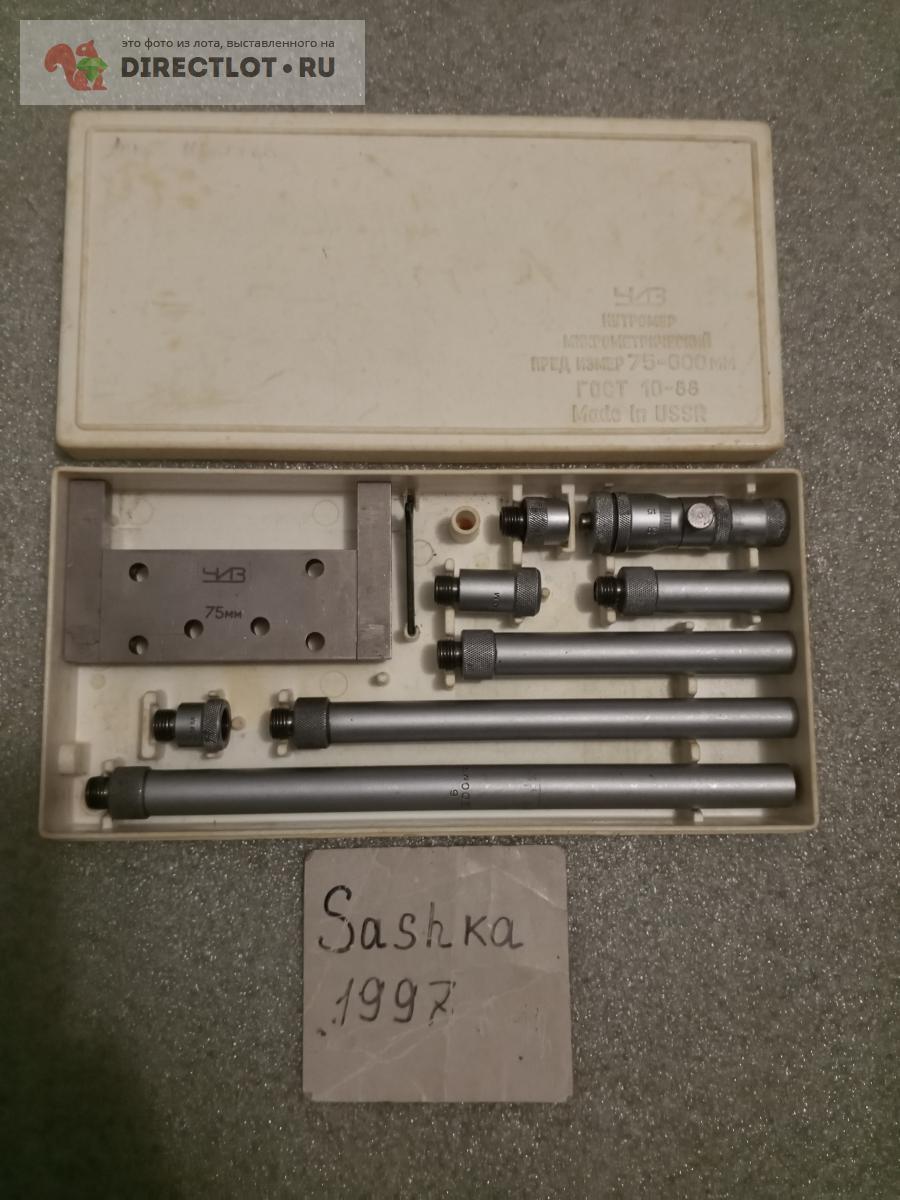 это фото из лота, выставленного на
DIRECTLOT•RU
ЧИЗ
НУТРОМЕР
МИКРОМЕТРИЧЕСКИЙ
ПРЕД ИЗМЕР 75-600 мм
ГОСТ 10-88
Made in USSR
ЧИЗ
75мм
Sashka
1997